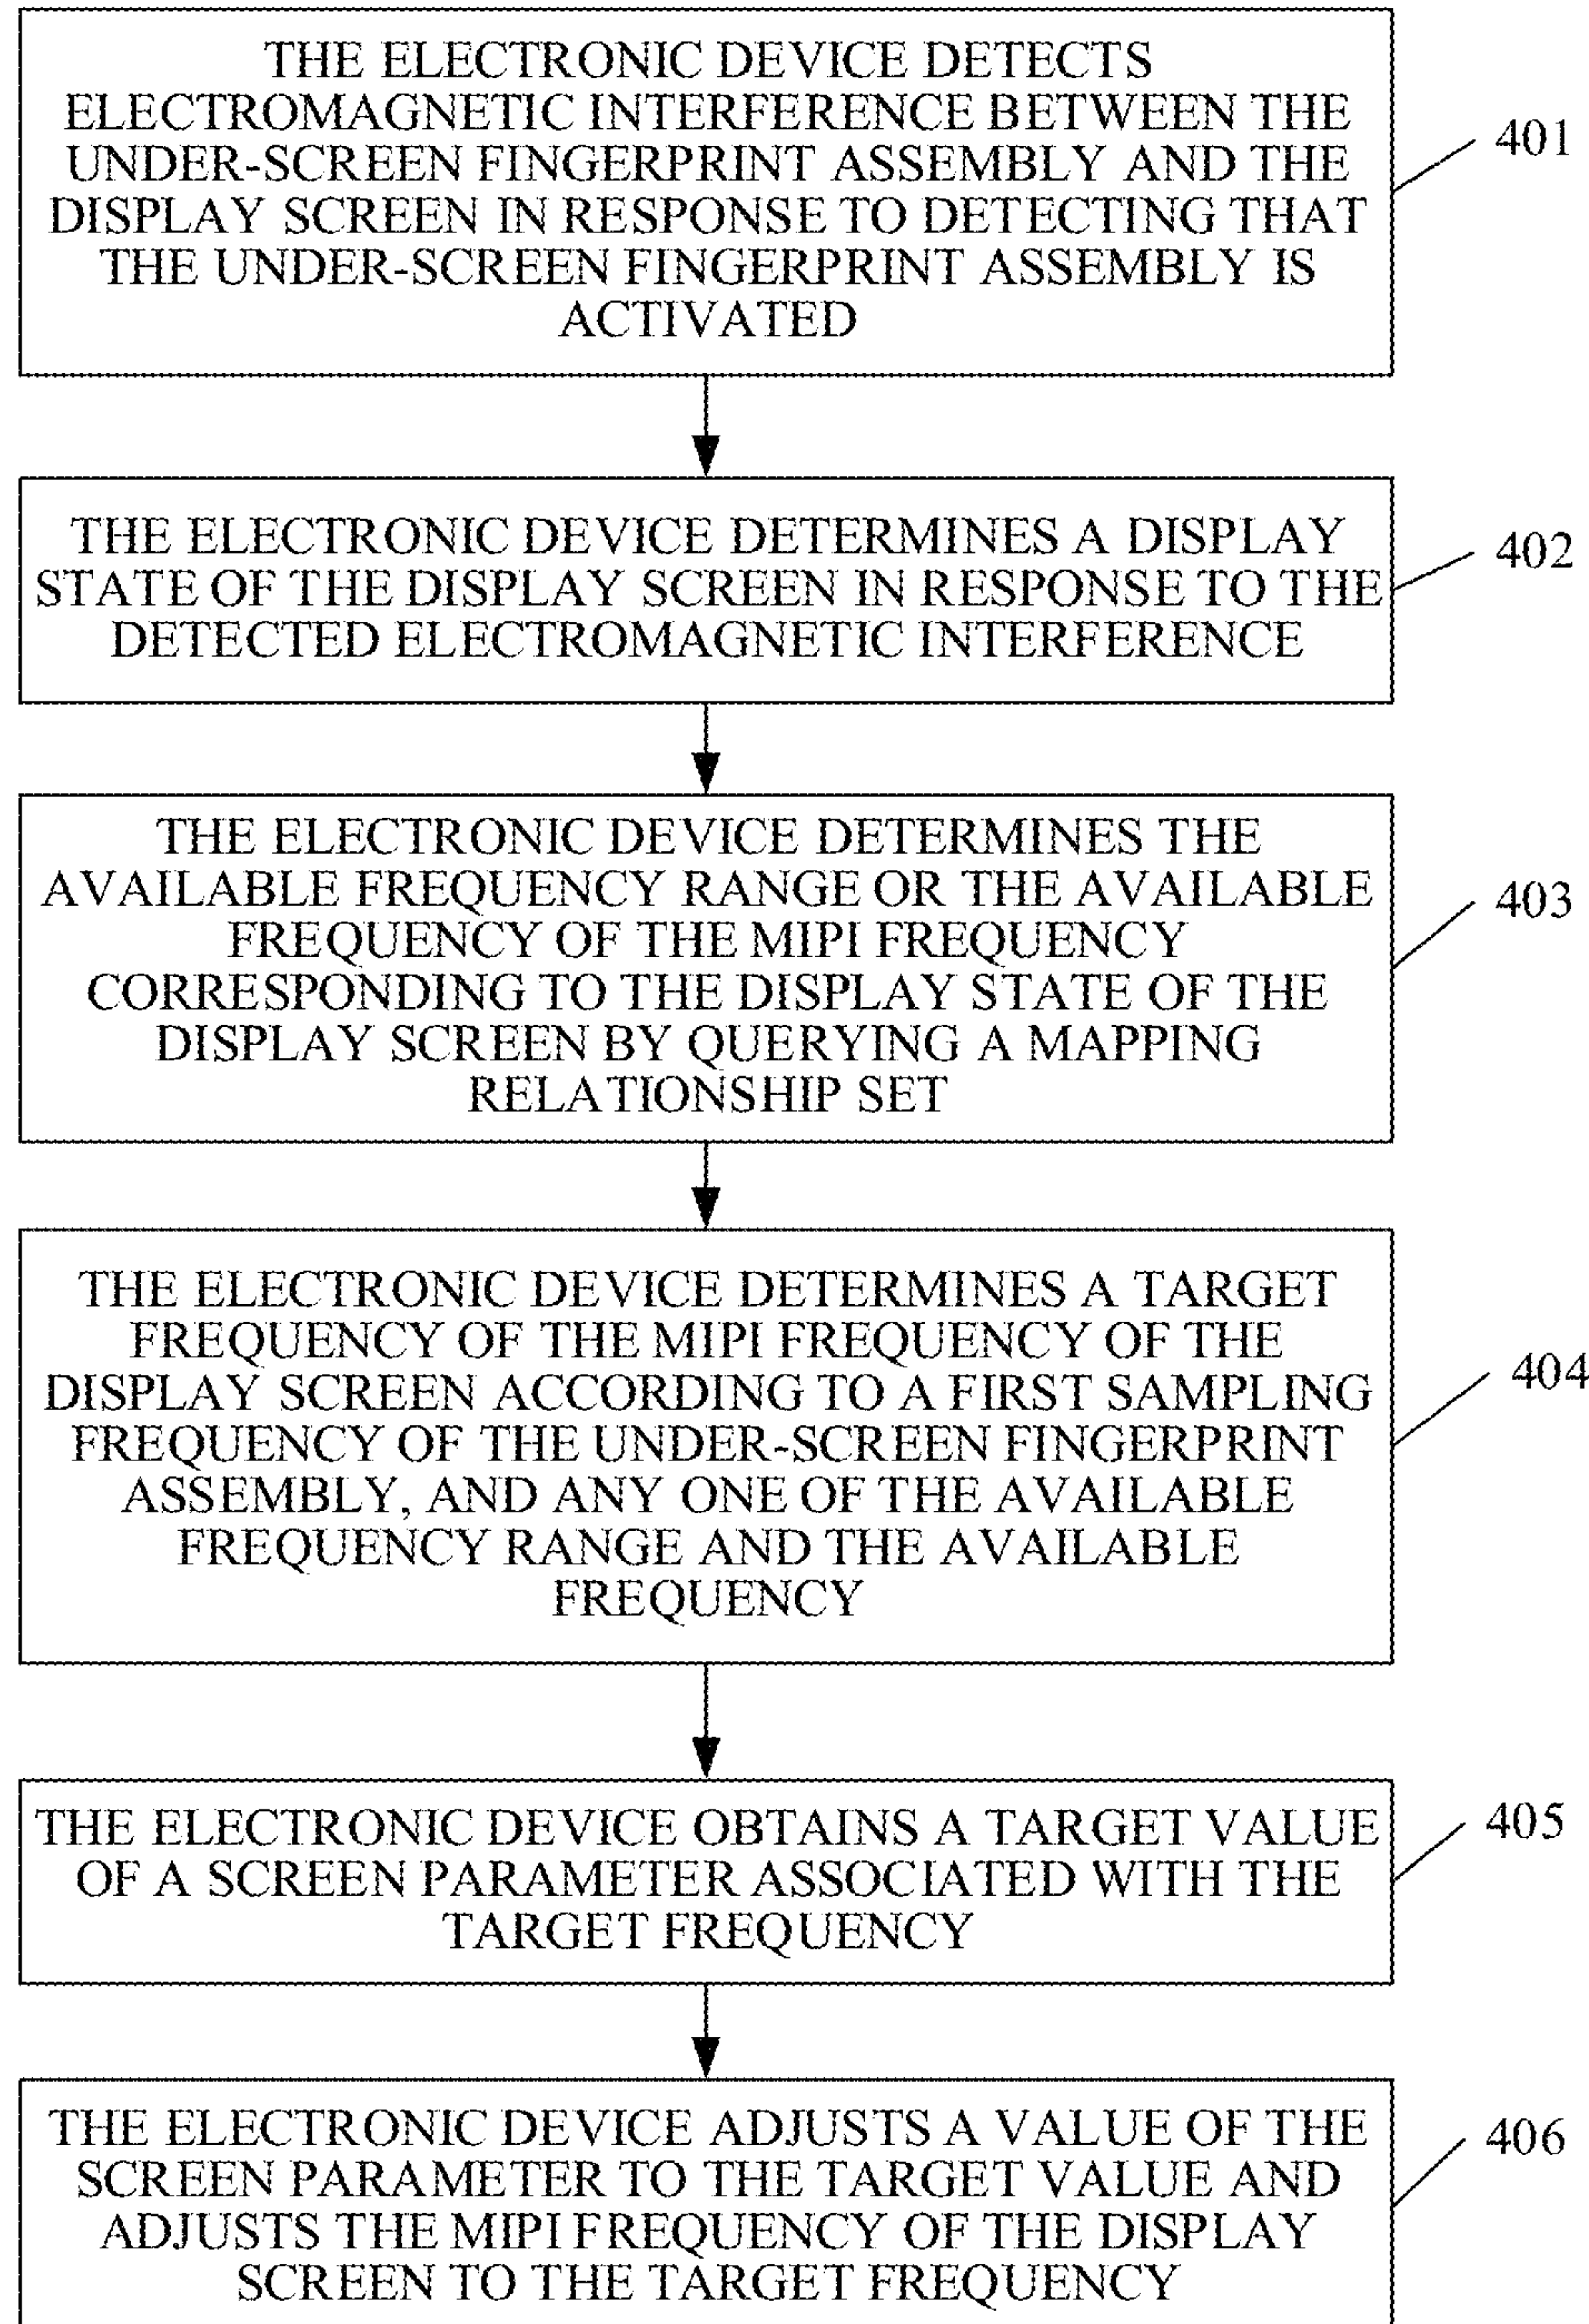 THE ELECTRONIC DEVICE DETECTS
ELECTROMAGNETIC INTERFERENCE BETWEEN THE
UNDER-SCREEN FINGERPRINT ASSEMBLY AND THE
DISPLAY SCREEN IN RESPONSE TO DETECTING THAT
THE UNDER-SCREEN FINGERPRINT ASSEMBLY IS
ACTIVATED
401
THE ELECTRONIC DEVICE DETERMINES A DISPLAY
STATE OF THE DISPLAY SCREEN IN RESPONSE TO THE
DETECTED ELECTROMAGNETIC INTERFERENCE
402
THE ELECTRONIC DEVICE DETERMINES THE
AVAILABLE FREQUENCY RANGE OR THE AVAILABLE
FREQUENCY OF THE MIPI FREQUENCY
CORRESPONDING TO THE DISPLAY STATE OF THE
DISPLAY SCREEN BY QUERYING A MAPPING
RELATIONSHIP SET
403
THE ELECTRONIC DEVICE DETERMINES A TARGET
FREQUENCY OF THE MIPI FREQUENCY OF THE
DISPLAY SCREEN ACCORDING TO A FIRST SAMPLING
FREQUENCY OF THE UNDER-SCREEN FINGERPRINT
ASSEMBLY, AND ANY ONE OF THE AVAILABLE
FREQUENCY RANGE AND THE AVAILABLE
FREQUENCY
404
THE ELECTRONIC DEVICE OBTAINS A TARGET VALUE
OF A SCREEN PARAMETER ASSOCIATED WITH THE
TARGET FREQUENCY
405
THE ELECTRONIC DEVICE ADJUSTS A VALUE OF THE
SCREEN PARAMETER TO THE TARGET VALUE AND
ADJUSTS THE MIPI FREQUENCY OF THE DISPLAY
SCREEN TO THE TARGET FREQUENCY
406